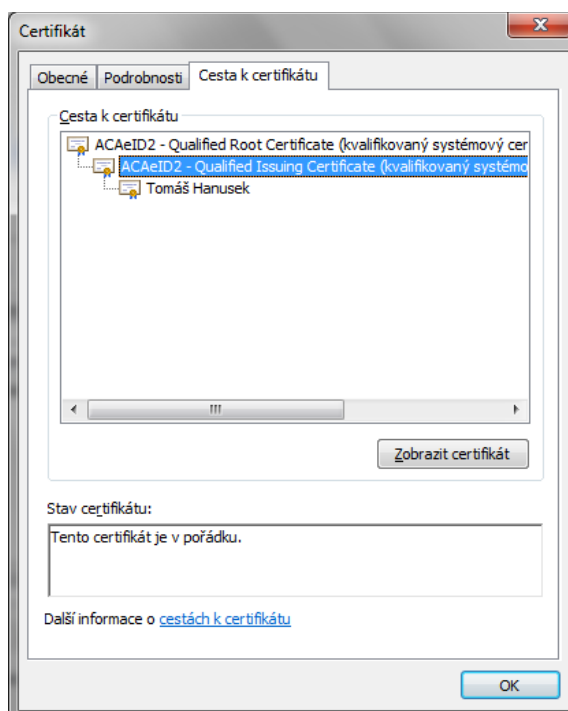 Certifikát
Obecné Podrobnosti Cesta k certifikátu
Cesta k certifikátu
ACAeID2 - Qualified Root Certificate (kvalifikovaný systémový cer
ACAeID2 - Qualified Issuing Certificate (kvalifikovaný systémo
Tomáš Hanusek
Zobrazit certifikát
Stav certifikátu:
Tento certifikát je v pořádku.
Další informace o cestách k certifikátu
OK